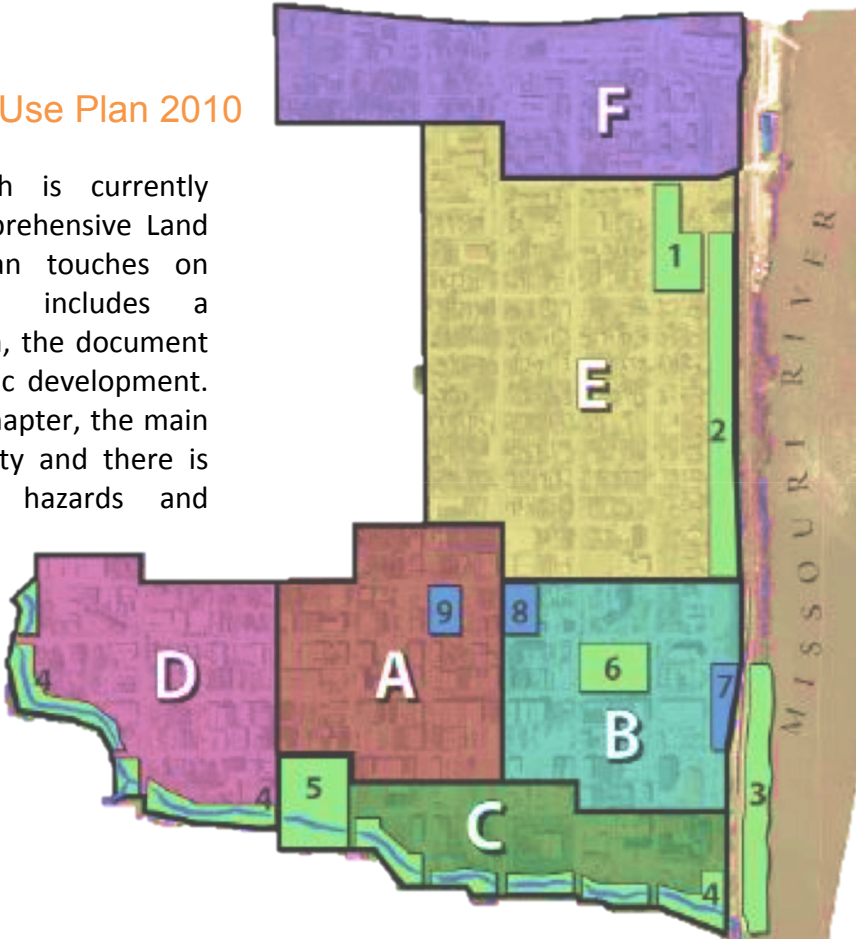 Use Plan 2010
h is currently
prehensive Land
an touches on
includes a
n, the document
ic development.
hapter, the main
ty and there is
hazards and
F
1
E
2
MISSOURI RIVER
D
4
4
A
9
8
6
B
7
5
C
3
4